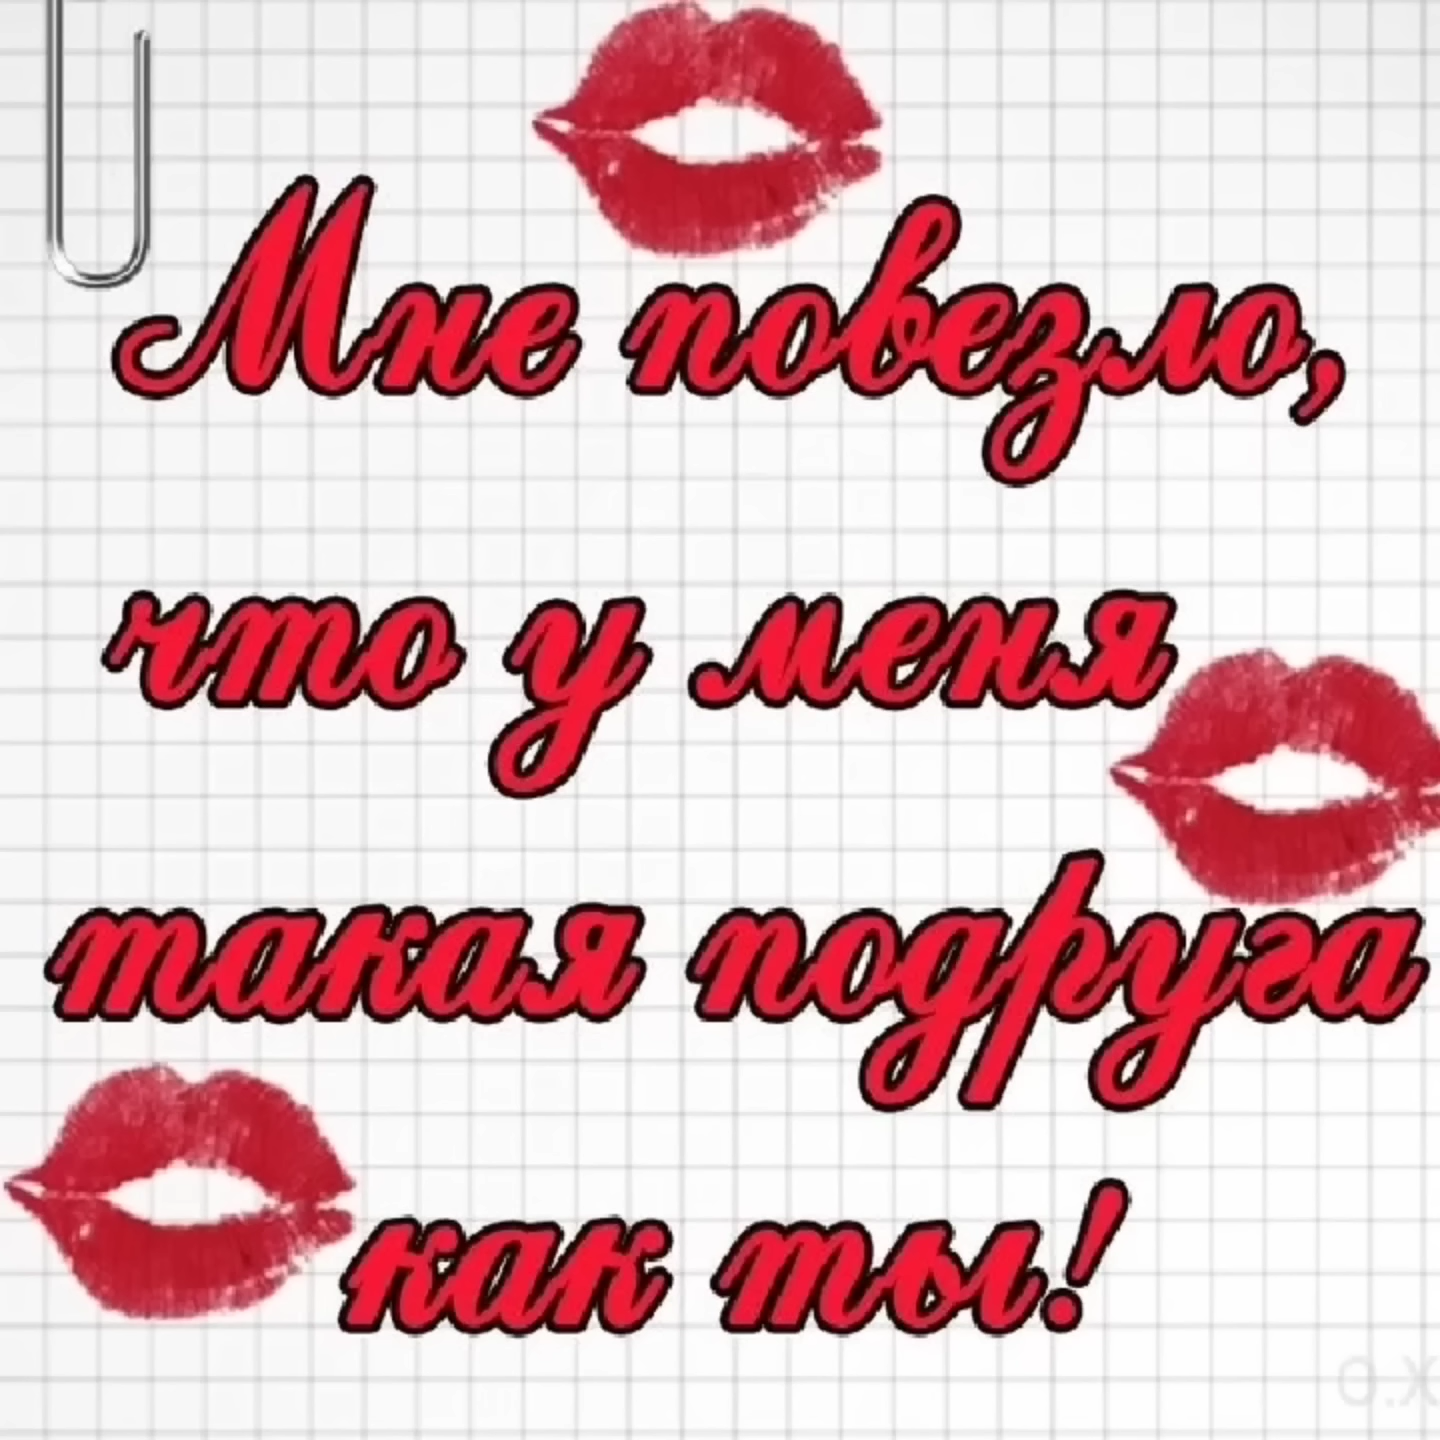 Мне повезло,
что у меня
такая подруга
как ты!
о.х